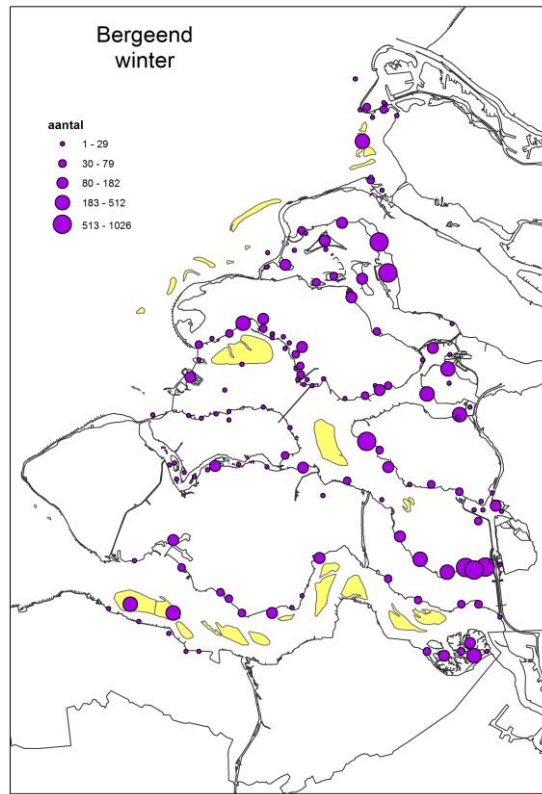 Bergeend
winter
aantal
1 - 29
30 - 79
80 - 182
183 - 512
513 - 1026